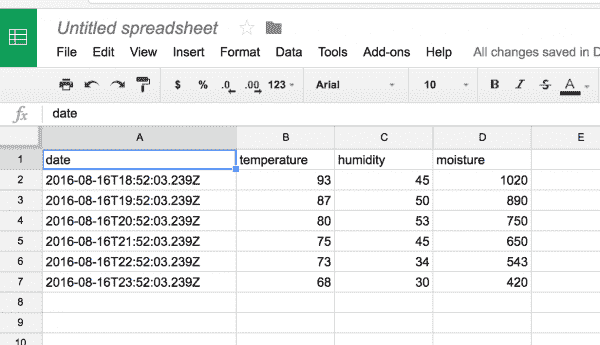 Untitled spreadsheet
File Edit View Insert Format Data Tools Add-ons Help All changes saved in D
$ % .0 .00 123 Arial 10 B I S A
fx date
A B C D E
1 date temperature humidity moisture
2 2016-08-16T18:52:03.239Z 93 45 1020
3 2016-08-16T19:52:03.239Z 87 50 890
4 2016-08-16T20:52:03.239Z 80 53 750
5 2016-08-16T21:52:03.239Z 75 45 650
6 2016-08-16T22:52:03.239Z 73 34 543
7 2016-08-16T23:52:03.239Z 68 30 420
8
9
10